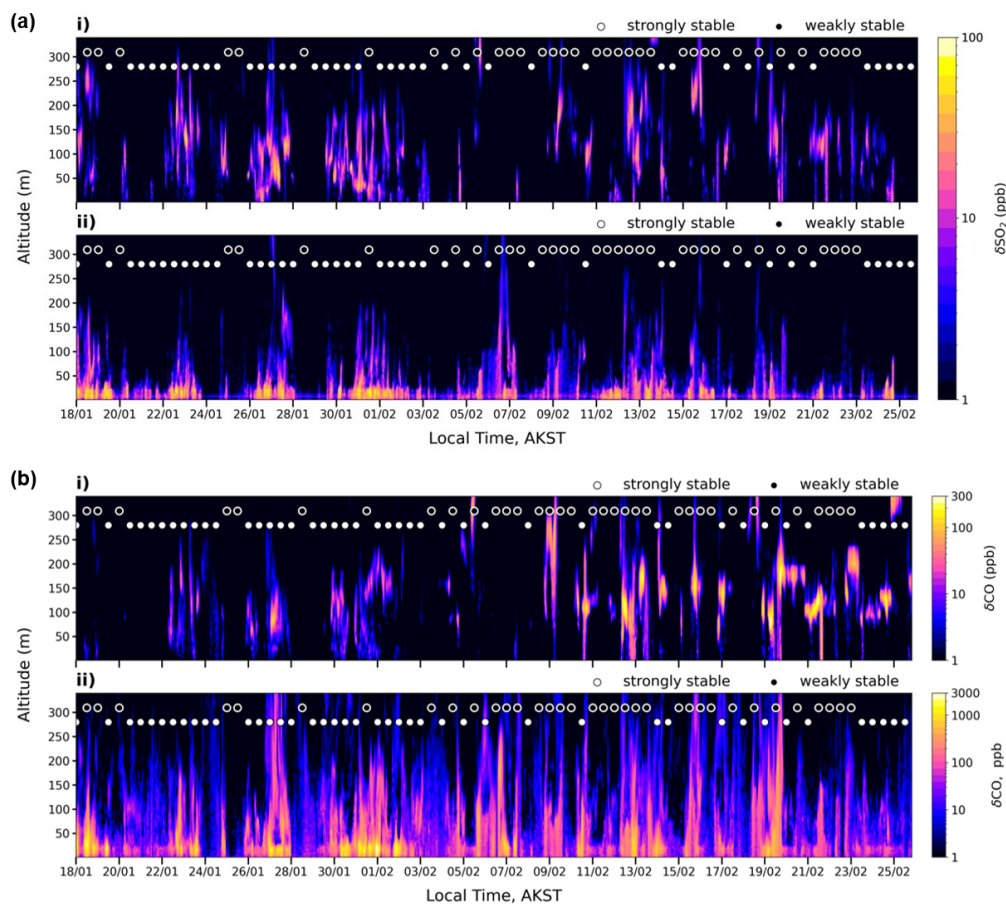 (a)
i)
○ strongly stable ● weakly stable
300
250
200
150
100
50
ii)
○ strongly stable ● weakly stable
300
250
200
150
100
50
Altitude (m)
18/01 20/01 22/01 24/01 26/01 28/01 30/01 01/02 03/02 05/02 07/02 09/02 11/02 13/02 15/02 17/02 19/02 21/02 23/02 25/02
Local Time, AKST
100
10
1
δSO₂ (ppb)
(b)
i)
○ strongly stable ● weakly stable
300
250
200
150
100
50
300
100
10
1
δCO (ppb)
ii)
○ strongly stable ● weakly stable
300
250
200
150
100
50
Altitude (m)
18/01 20/01 22/01 24/01 26/01 28/01 30/01 01/02 03/02 05/02 07/02 09/02 11/02 13/02 15/02 17/02 19/02 21/02 23/02 25/02
Local Time, AKST
3000
1000
100
10
1
δCO, ppb